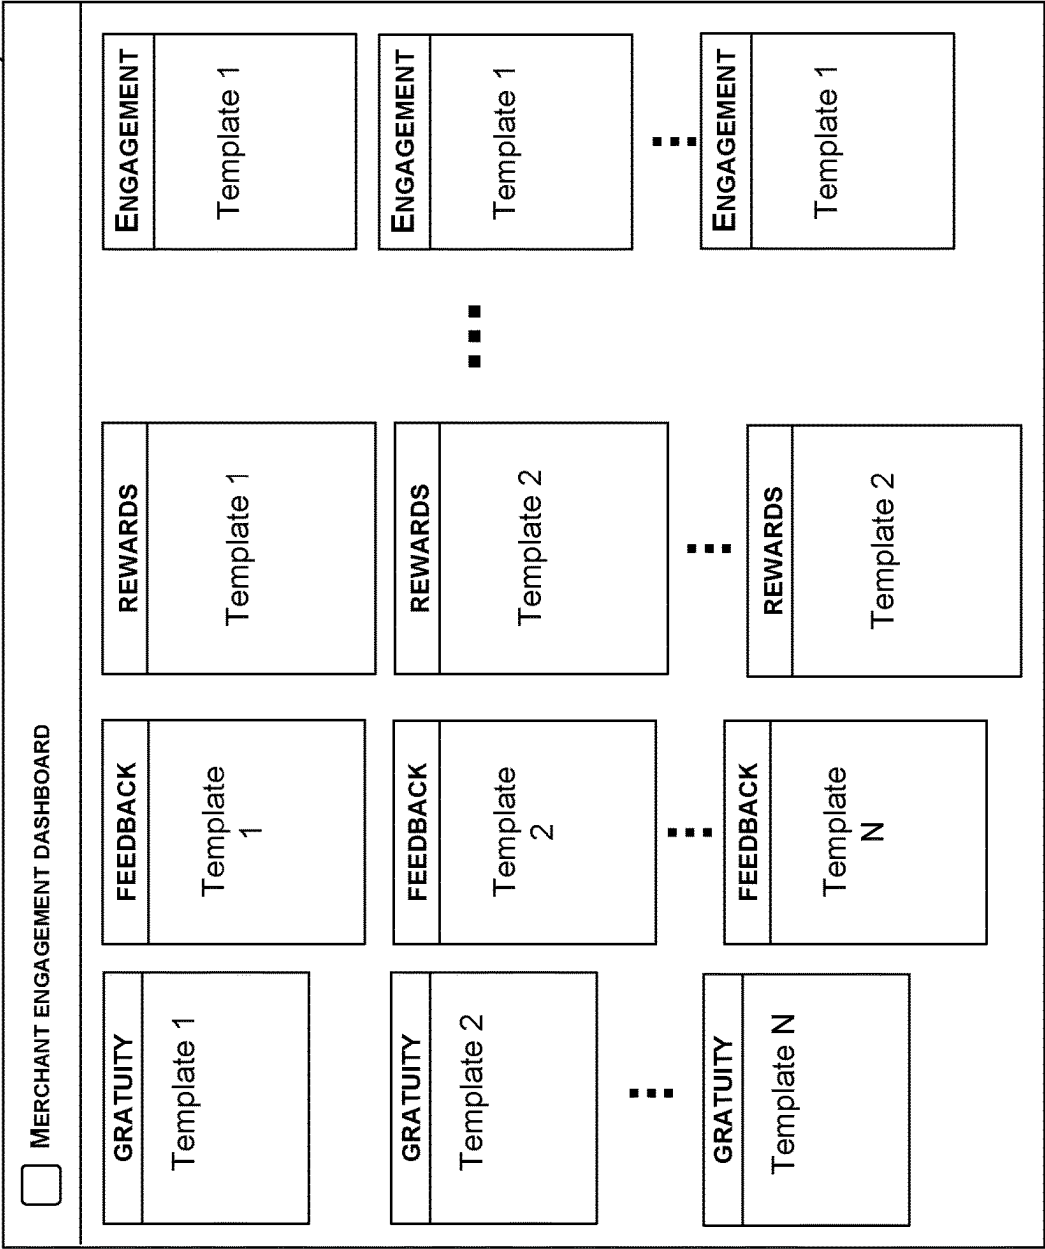 MERCHANT ENGAGEMENT DASHBOARD
GRATUITY
Template 1
FEEDBACK
Template
1
REWARDS
Template 1
ENGAGEMENT
Template 1
GRATUITY
Template 2
FEEDBACK
Template
2
REWARDS
Template 2
ENGAGEMENT
Template 1
GRATUITY
Template N
FEEDBACK
Template
N
REWARDS
Template 2
ENGAGEMENT
Template 1